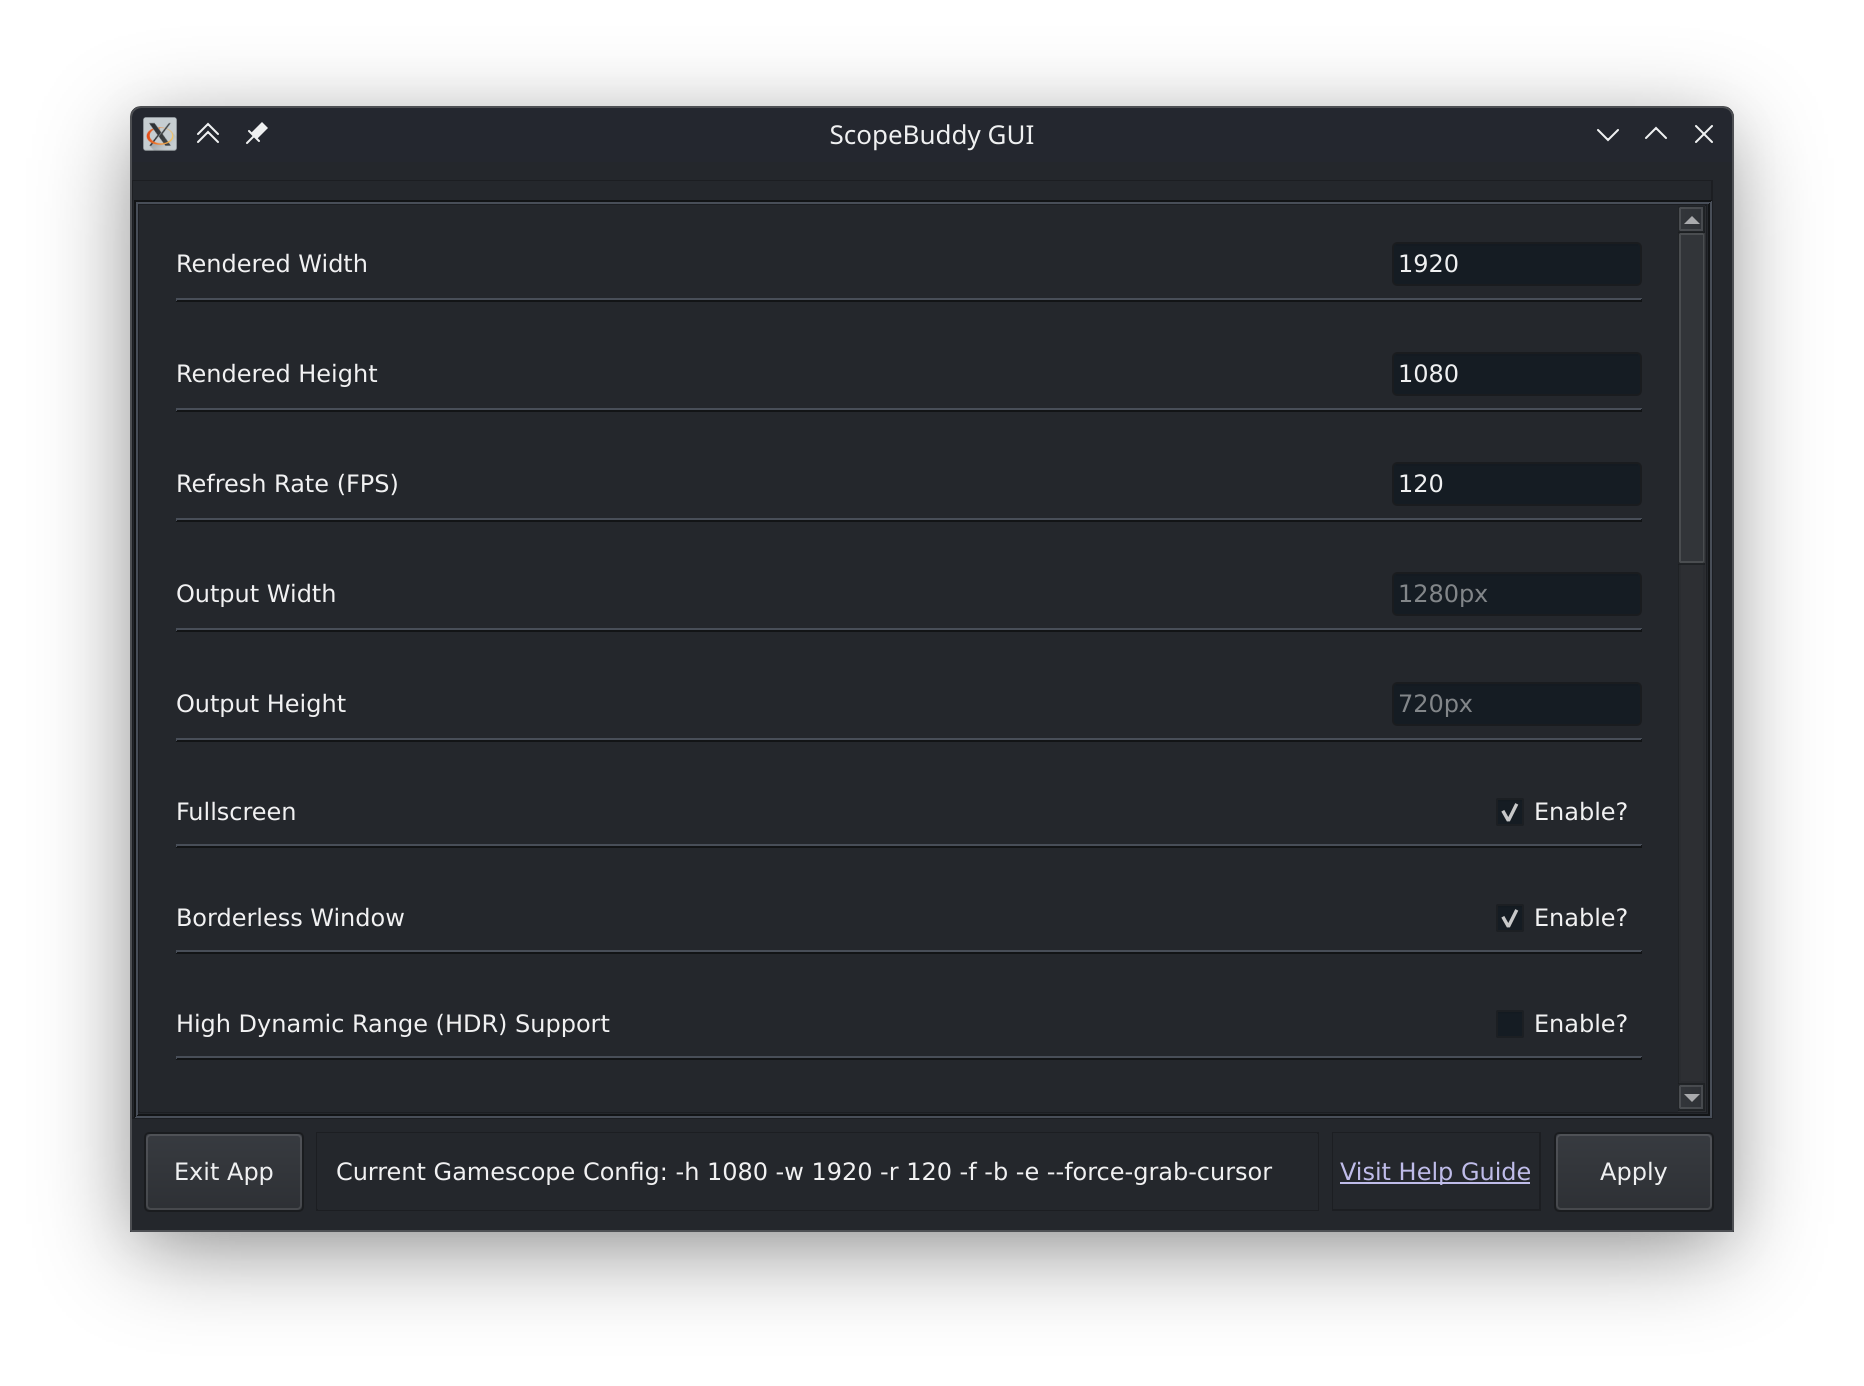 ScopeBuddy GUI
Rendered Width 1920
Rendered Height 1080
Refresh Rate (FPS) 120
Output Width 1280px
Output Height 720px
Fullscreen Enable?
Borderless Window Enable?
High Dynamic Range (HDR) Support Enable?
Exit App Current Gamescope Config: -h 1080 -w 1920 -r 120 -f -b -e --force-grab-cursor Visit Help Guide Apply